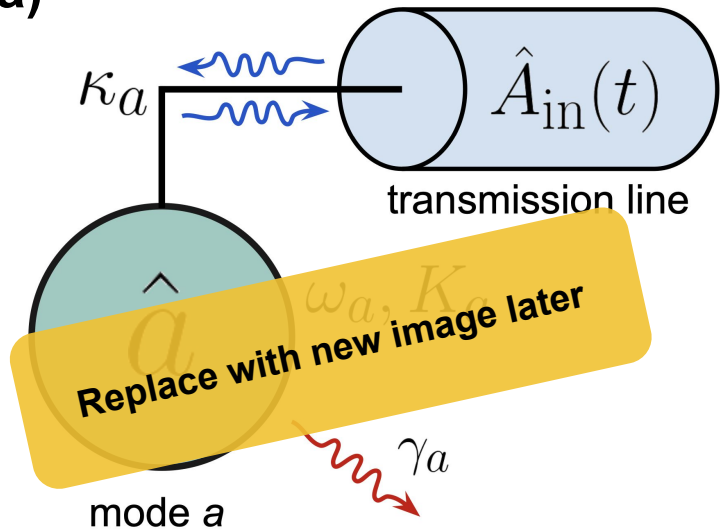 a)
κₐ
Âᵢₙ(t)
transmission line
â
ωₐ, Kₐ
Replace with new image later
γₐ
mode a